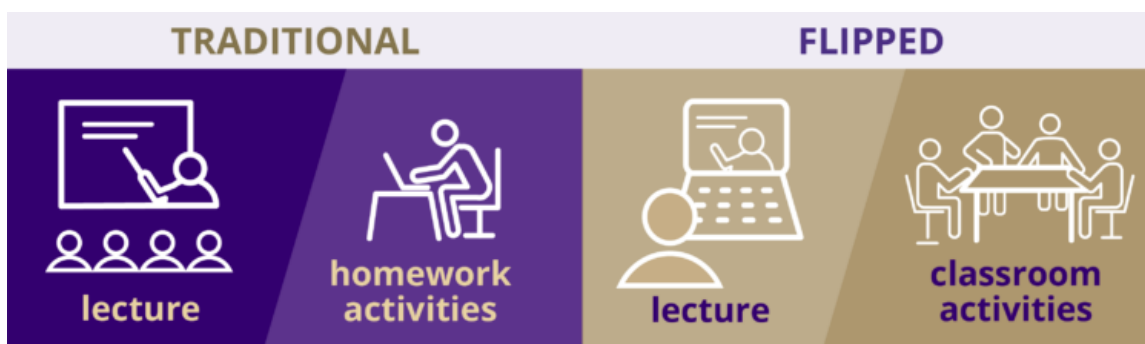 TRADITIONAL
FLIPPED
lecture
homework
activities
lecture
classroom
activities